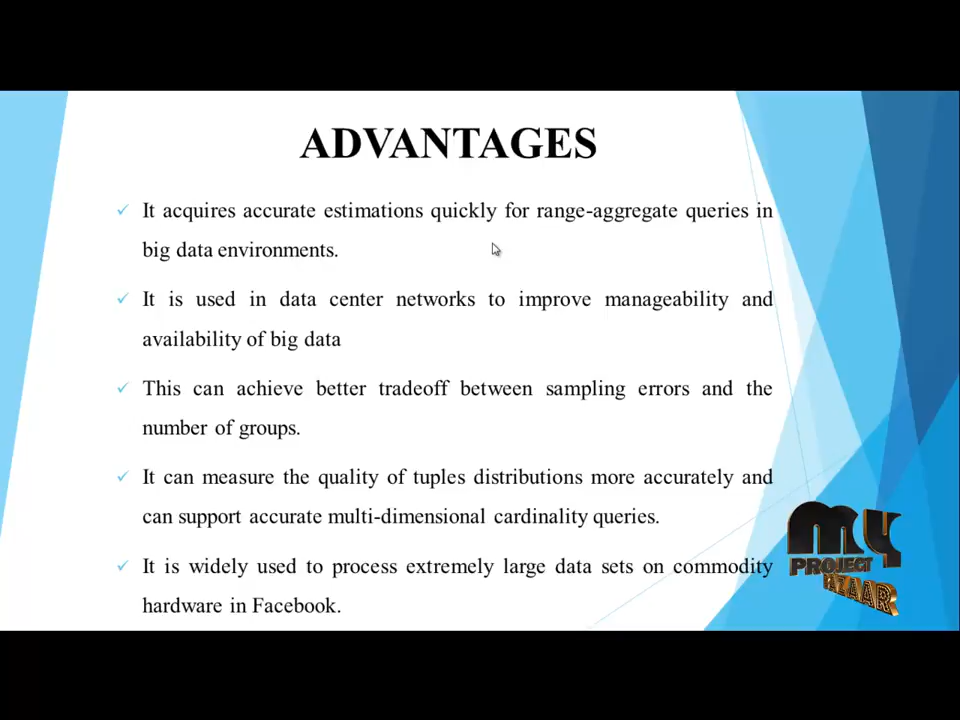 ADVANTAGES
It acquires accurate estimations quickly for range-aggregate queries in
big data environments.
It is used in data center networks to improve manageability and
availability of big data
This can achieve better tradeoff between sampling errors and the
number of groups.
It can measure the quality of tuples distributions more accurately and
can support accurate multi-dimensional cardinality queries.
It is widely used to process extremely large data sets on commodity
hardware in Facebook.
my
PROJECT
BAZAAR